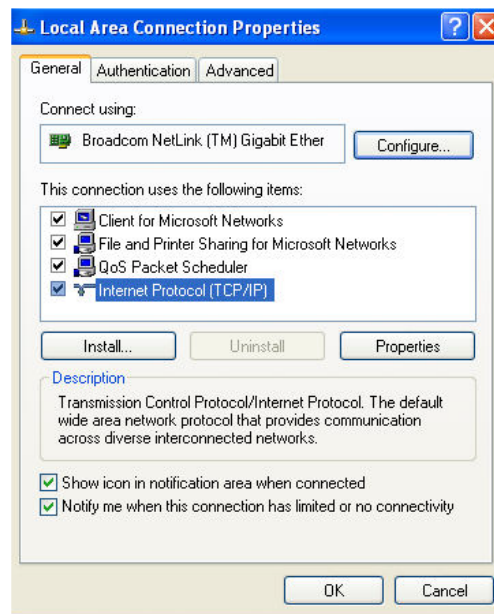 Local Area Connection Properties
General Authentication Advanced
Connect using:
Broadcom NetLink (TM) Gigabit Ether Configure...
This connection uses the following items:
Client for Microsoft Networks
File and Printer Sharing for Microsoft Networks
QoS Packet Scheduler
Internet Protocol (TCP/IP)
Install... Uninstall Properties
Description
Transmission Control Protocol/Internet Protocol. The default
wide area network protocol that provides communication
across diverse interconnected networks.
Show icon in notification area when connected
Notify me when this connection has limited or no connectivity
OK Cancel